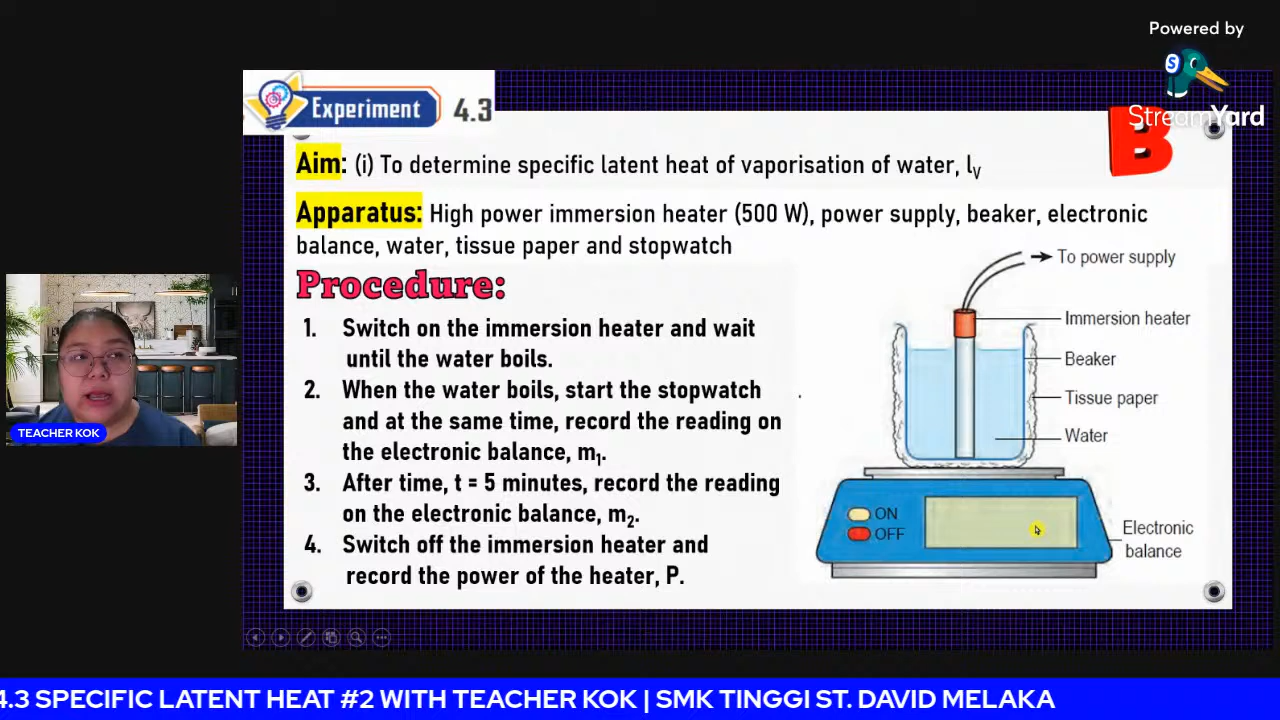 Powered by
S
StreamYard
Experiment 4.3
B
Aim: (i) To determine specific latent heat of vaporisation of water, lv
Apparatus: High power immersion heater (500 W), power supply, beaker, electronic
balance, water, tissue paper and stopwatch
Procedure:
1. Switch on the immersion heater and wait
until the water boils.
2. When the water boils, start the stopwatch
and at the same time, record the reading on
the electronic balance, m1.
3. After time, t = 5 minutes, record the reading
on the electronic balance, m2.
4. Switch off the immersion heater and
record the power of the heater, P.
To power supply
Immersion heater
Beaker
Tissue paper
Water
ON
OFF
Electronic
balance
TEACHER KOK
4.3 SPECIFIC LATENT HEAT #2 WITH TEACHER KOK | SMK TINGGI ST. DAVID MELAKA